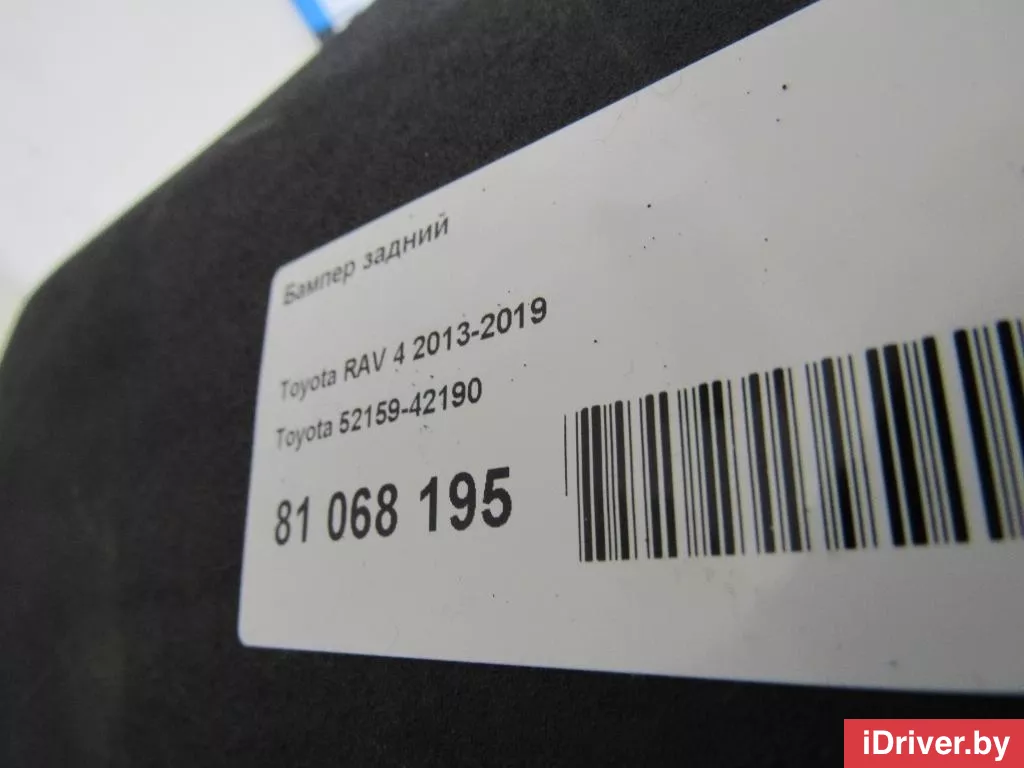 Бампер задний
Toyota RAV 4 2013-2019
Toyota 52159-42190
81 068 195
iDriver.by